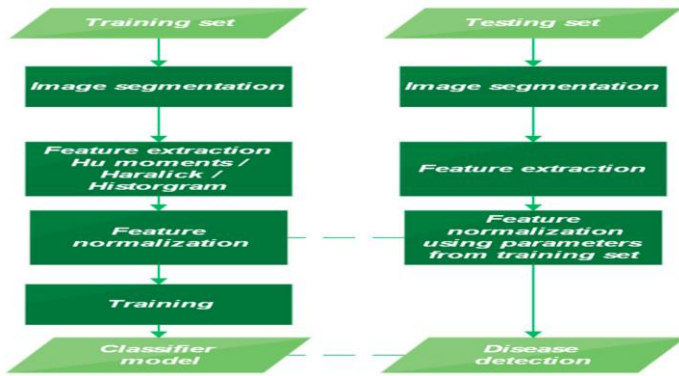 Training set
Image segmentation
Feature extraction
Hu moments /
Haralick /
Historgram
Feature
normalization
Training
Classifier
model
Testing set
Image segmentation
Feature extraction
Feature
normalization
using parameters
from training set
Disease
detection